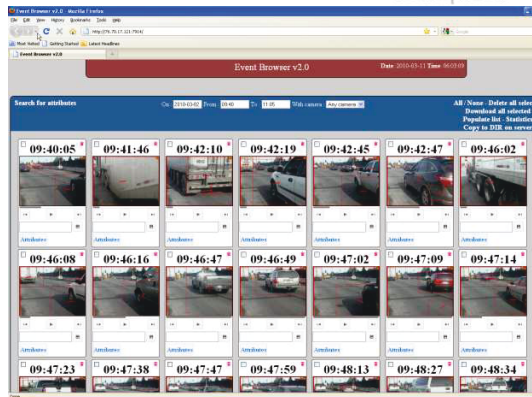 Event Browser v2.0 - Mozilla Firefox
File Edit View History Bookmarks Tools Help
Most Visited Getting Started Latest Headlines
Event Browser v2.0
Event Browser v2.0
Date 2010-03-11 Time
Search for attributes
On 2010-03-02 From 09:40 To 11:05 With camera Any camera
All / None - Delete all selec
Download all selected
Populate list - Statistics
Copy to DIR on server
09:40:05 09:41:46 09:42:10 09:42:19 09:42:45 09:42:47 09:46:02
Attributes Attributes Attributes Attributes Attributes Attributes Attributes
09:46:08 09:46:16 09:46:47 09:46:49 09:47:02 09:47:09 09:47:14
Attributes Attributes Attributes Attributes Attributes Attributes Attributes
09:47:23 09:47:38 09:47:47 09:47:59 09:48:13 09:48:27 09:48:34